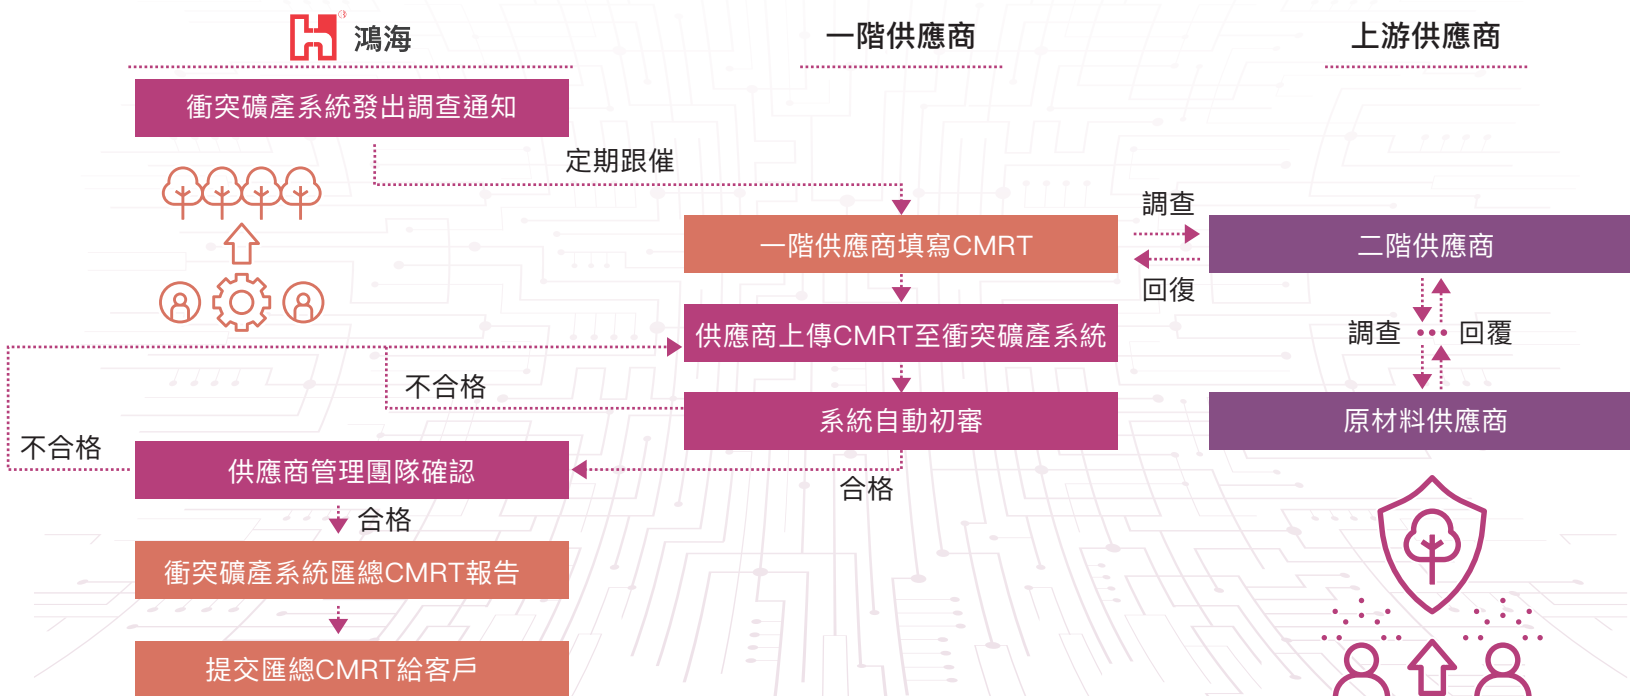 鴻海
一階供應商
上游供應商
衝突礦產系統發出調查通知
定期跟催
調查
一階供應商填寫CMRT
二階供應商
回復
供應商上傳CMRT至衝突礦產系統
調查
回覆
不合格
系統自動初審
原材料供應商
不合格
供應商管理團隊確認
合格
合格
衝突礦產系統匯總CMRT報告
提交匯總CMRT給客戶